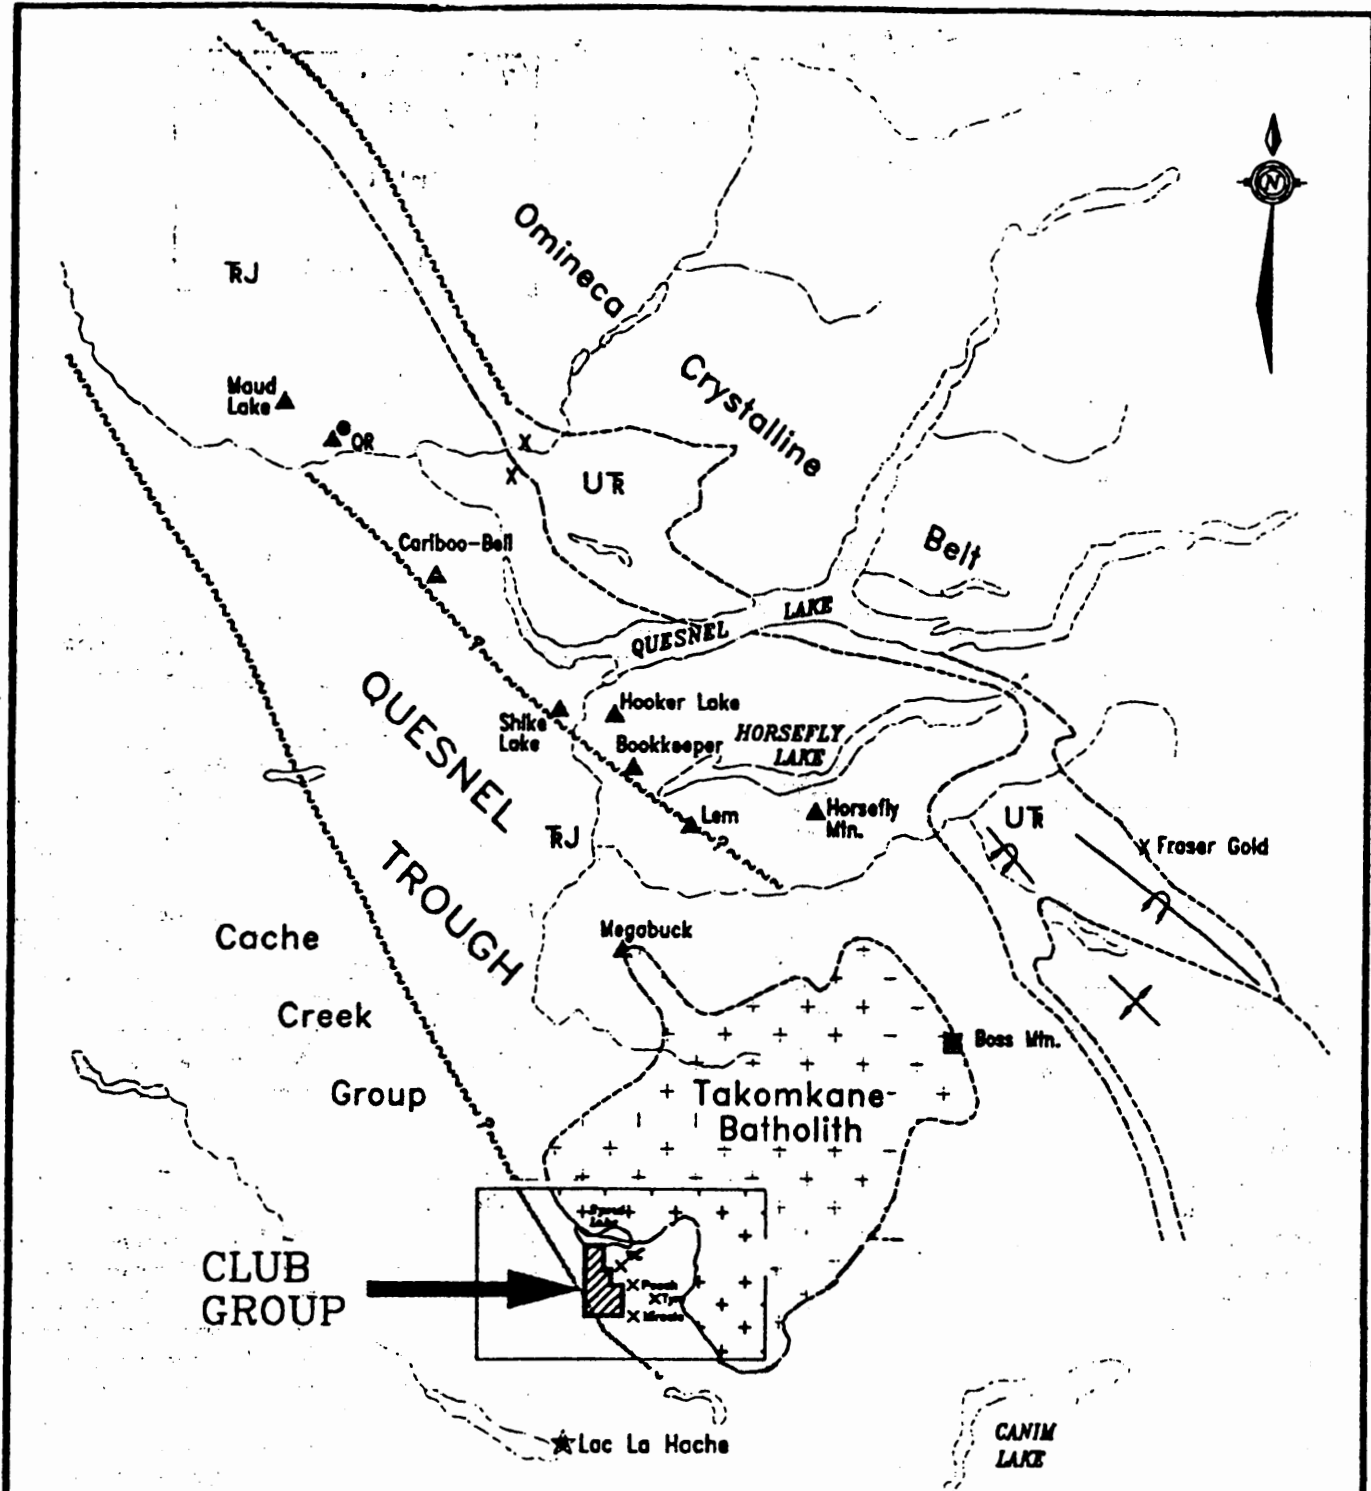 Omineca
N
TRJ
Crystalline
Maud
Lake
QR
UTR
Belt
Cariboo-Bell
LAKE
QUESNEL
QUESNEL
Hooker Lake
Shike
Lake
HORSEFLY
LAKE
Bookkeeper
?
Lem
Horsefly
Mtn.
UTR
TRJ
?
Fraser Gold
TROUGH
Cache
Megabuck
Creek
Boss Mtn.
Group
Takomkane
Batholith
?
Lake
CLUB
GROUP
Peach
Miracle
Lac La Hache
CANIM
LAKE